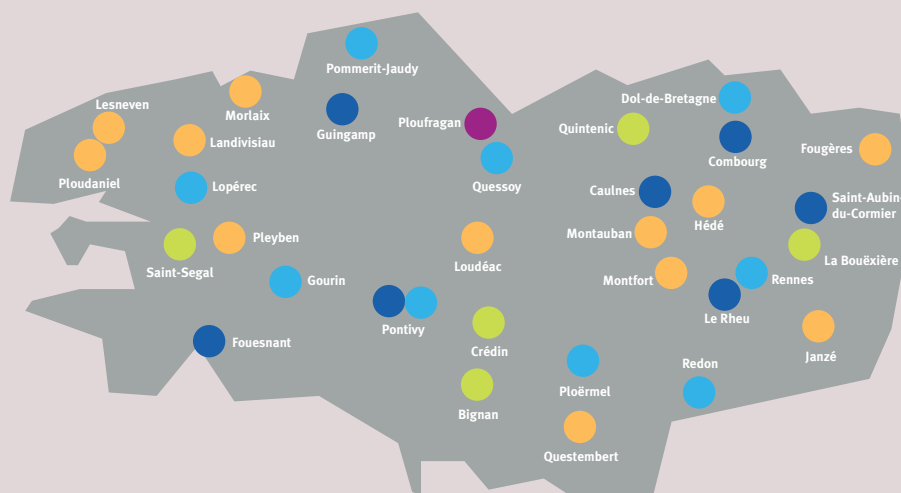 Pommerit-Jaudy
Lesneven
Morlaix
Dol-de-Bretagne
Ploufragan
Quintenic
Guingamp
Landivisiau
Fougères
Combourg
Ploudaniel
Lopérec
Quessoy
Caulnes
Saint-Aubin-
du-Cormier
Hédé
Montauban
Pleyben
Loudéac
La Bouëxière
Saint-Segal
Gourin
Montfort
Rennes
Le Rheu
Pontivy
Fouesnant
Crédin
Janzé
Redon
Ploërmel
Bignan
Questembert